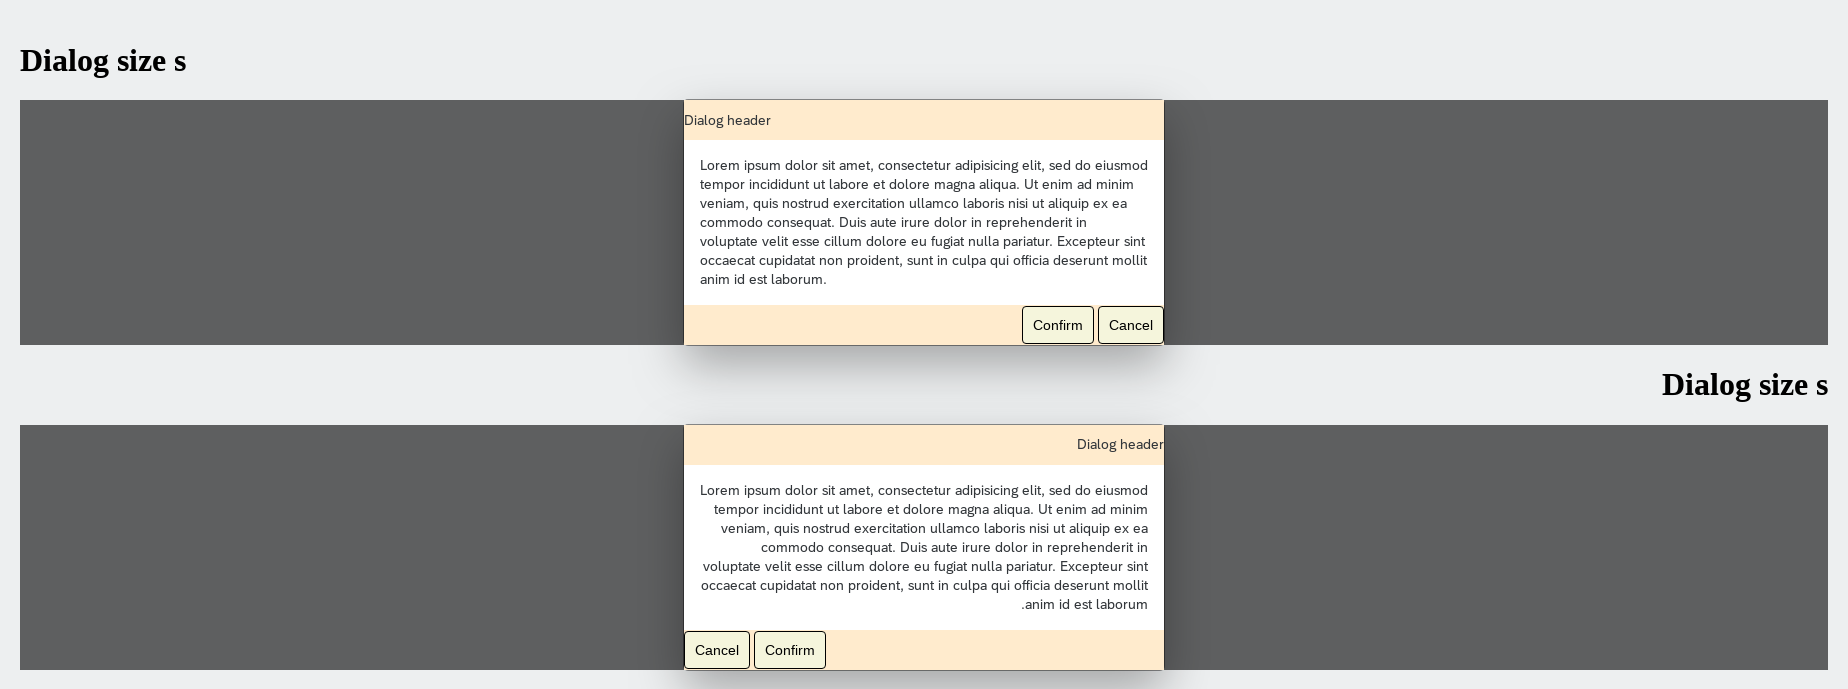 Dialog size s
Dialog header
Lorem ipsum dolor sit amet, consectetur adipisicing elit, sed do eiusmod
tempor incididunt ut labore et dolore magna aliqua. Ut enim ad minim
veniam, quis nostrud exercitation ullamco laboris nisi ut aliquip ex ea
commodo consequat. Duis aute irure dolor in reprehenderit in
voluptate velit esse cillum dolore eu fugiat nulla pariatur. Excepteur sint
occaecat cupidatat non proident, sunt in culpa qui officia deserunt mollit
anim id est laborum.
Confirm Cancel
Dialog size s
Dialog header
Lorem ipsum dolor sit amet, consectetur adipisicing elit, sed do eiusmod
tempor incididunt ut labore et dolore magna aliqua. Ut enim ad minim
veniam, quis nostrud exercitation ullamco laboris nisi ut aliquip ex ea
commodo consequat. Duis aute irure dolor in reprehenderit in
voluptate velit esse cillum dolore eu fugiat nulla pariatur. Excepteur sint
occaecat cupidatat non proident, sunt in culpa qui officia deserunt mollit
.anim id est laborum
Cancel Confirm